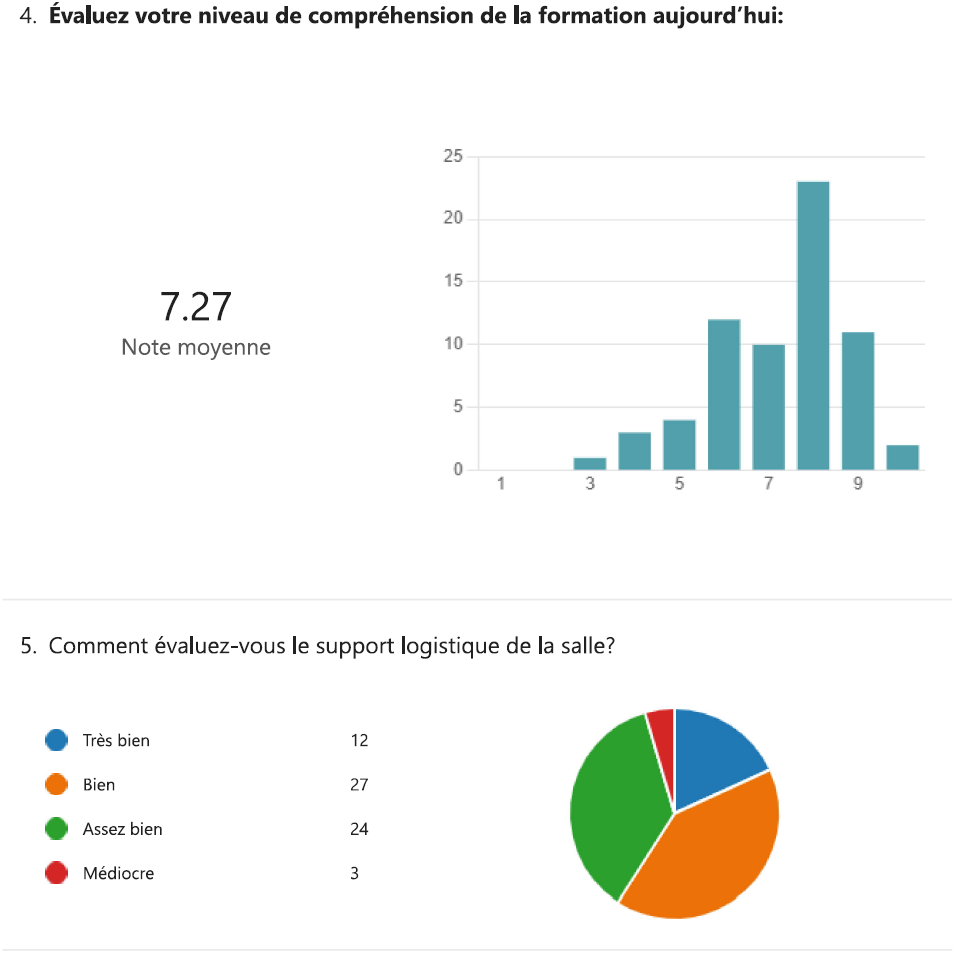 4. Évaluez votre niveau de compréhension de la formation aujourd’hui:
25
20
15
10
5
0
1 3 5 7 9
7.27
Note moyenne
5. Comment évaluez-vous le support logistique de la salle?
Très bien 12
Bien 27
Assez bien 24
Médiocre 3